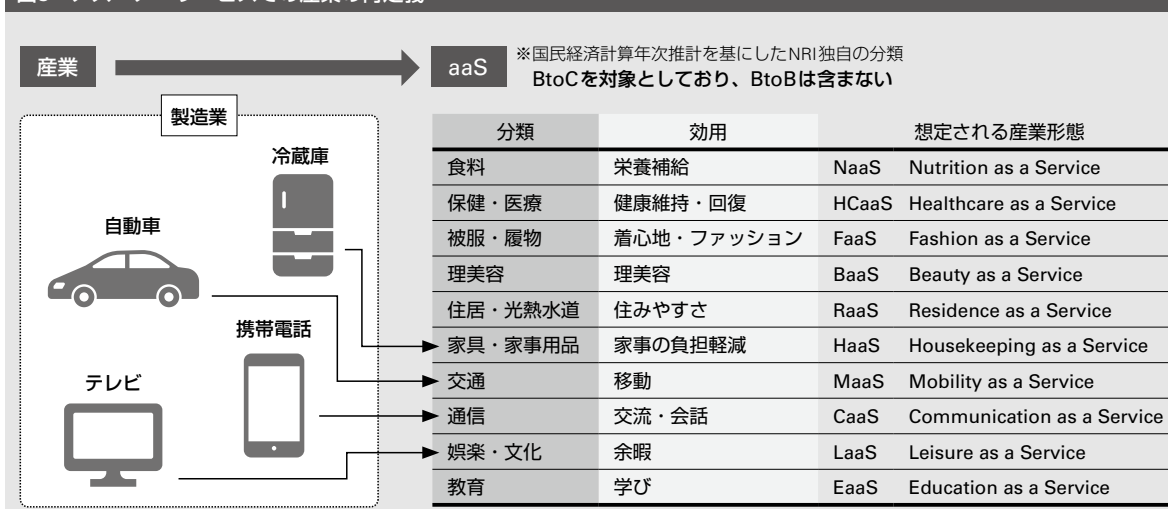 産業
aaS
※国民経済計算年次推計を基にしたNRI独自の分類
BtoCを対象としており、BtoBは含まない
製造業
冷蔵庫
自動車
携帯電話
テレビ
分類 効用 想定される産業形態
食料 栄養補給 NaaS Nutrition as a Service
保健・医療 健康維持・回復 HCaaS Healthcare as a Service
被服・履物 着心地・ファッション FaaS Fashion as a Service
理美容 理美容 BaaS Beauty as a Service
住居・光熱水道 住みやすさ RaaS Residence as a Service
家具・家事用品 家事の負担軽減 HaaS Housekeeping as a Service
交通 移動 MaaS Mobility as a Service
通信 交流・会話 CaaS Communication as a Service
娯楽・文化 余暇 LaaS Leisure as a Service
教育 学び EaaS Education as a Service